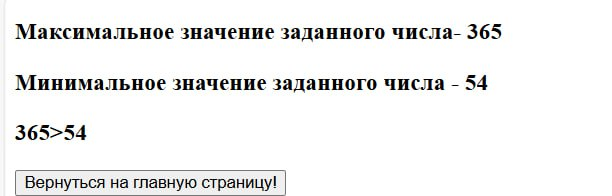 Максимальное значение заданного числа- 365
Минимальное значение заданного числа - 54
365>54
Вернуться на главную страницу!